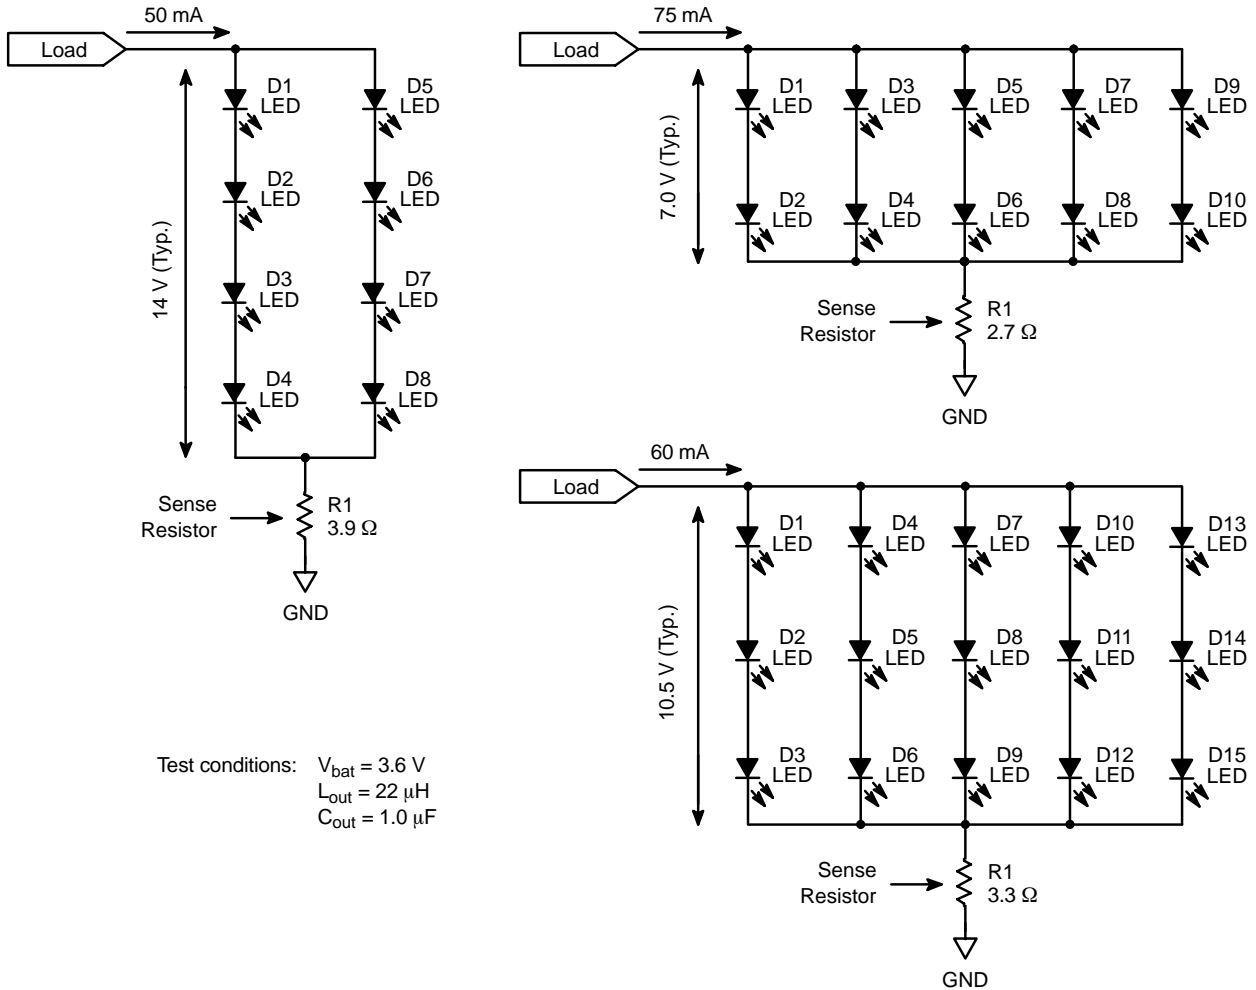 50 mA
Load
14 V (Typ.)
D1
LED
D5
LED
D2
LED
D6
LED
D3
LED
D7
LED
D4
LED
D8
LED
Sense
Resistor
R1
3.9 Ω
GND
75 mA
Load
7.0 V (Typ.)
D1
LED
D3
LED
D5
LED
D7
LED
D9
LED
D2
LED
D4
LED
D6
LED
D8
LED
D10
LED
Sense
Resistor
R1
2.7 Ω
GND
60 mA
Load
10.5 V (Typ.)
D1
LED
D4
LED
D7
LED
D10
LED
D13
LED
D2
LED
D5
LED
D8
LED
D11
LED
D14
LED
D3
LED
D6
LED
D9
LED
D12
LED
D15
LED
Sense
Resistor
R1
3.3 Ω
GND
Test conditions: Vbat = 3.6 V
Lout = 22 μH
Cout = 1.0 μF